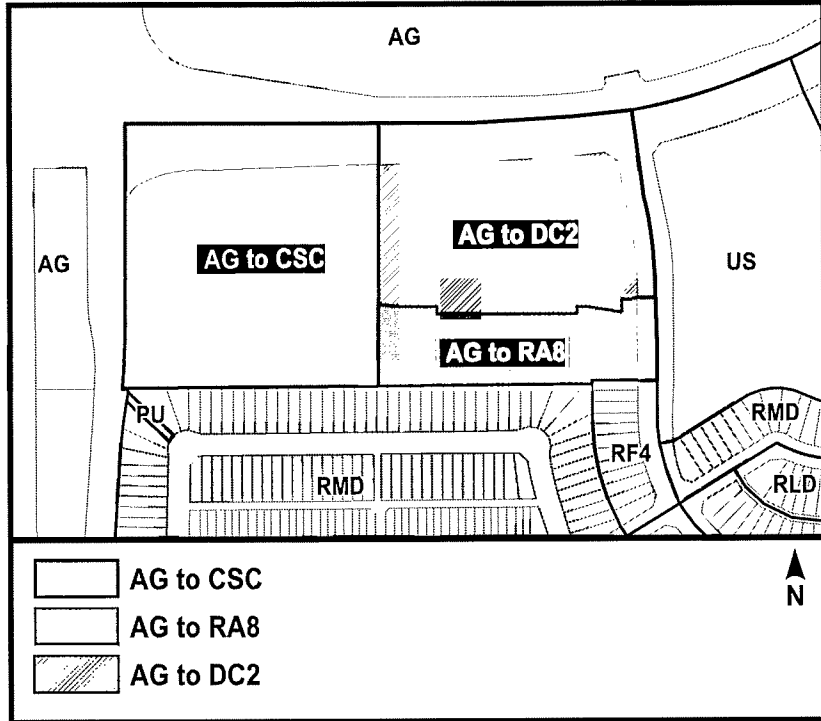 AG
AG
AG to CSC
AG to DC2
US
AG to RA8
PU
RMD
RF4
RMD
RLD
AG to CSC
AG to RA8
AG to DC2
N